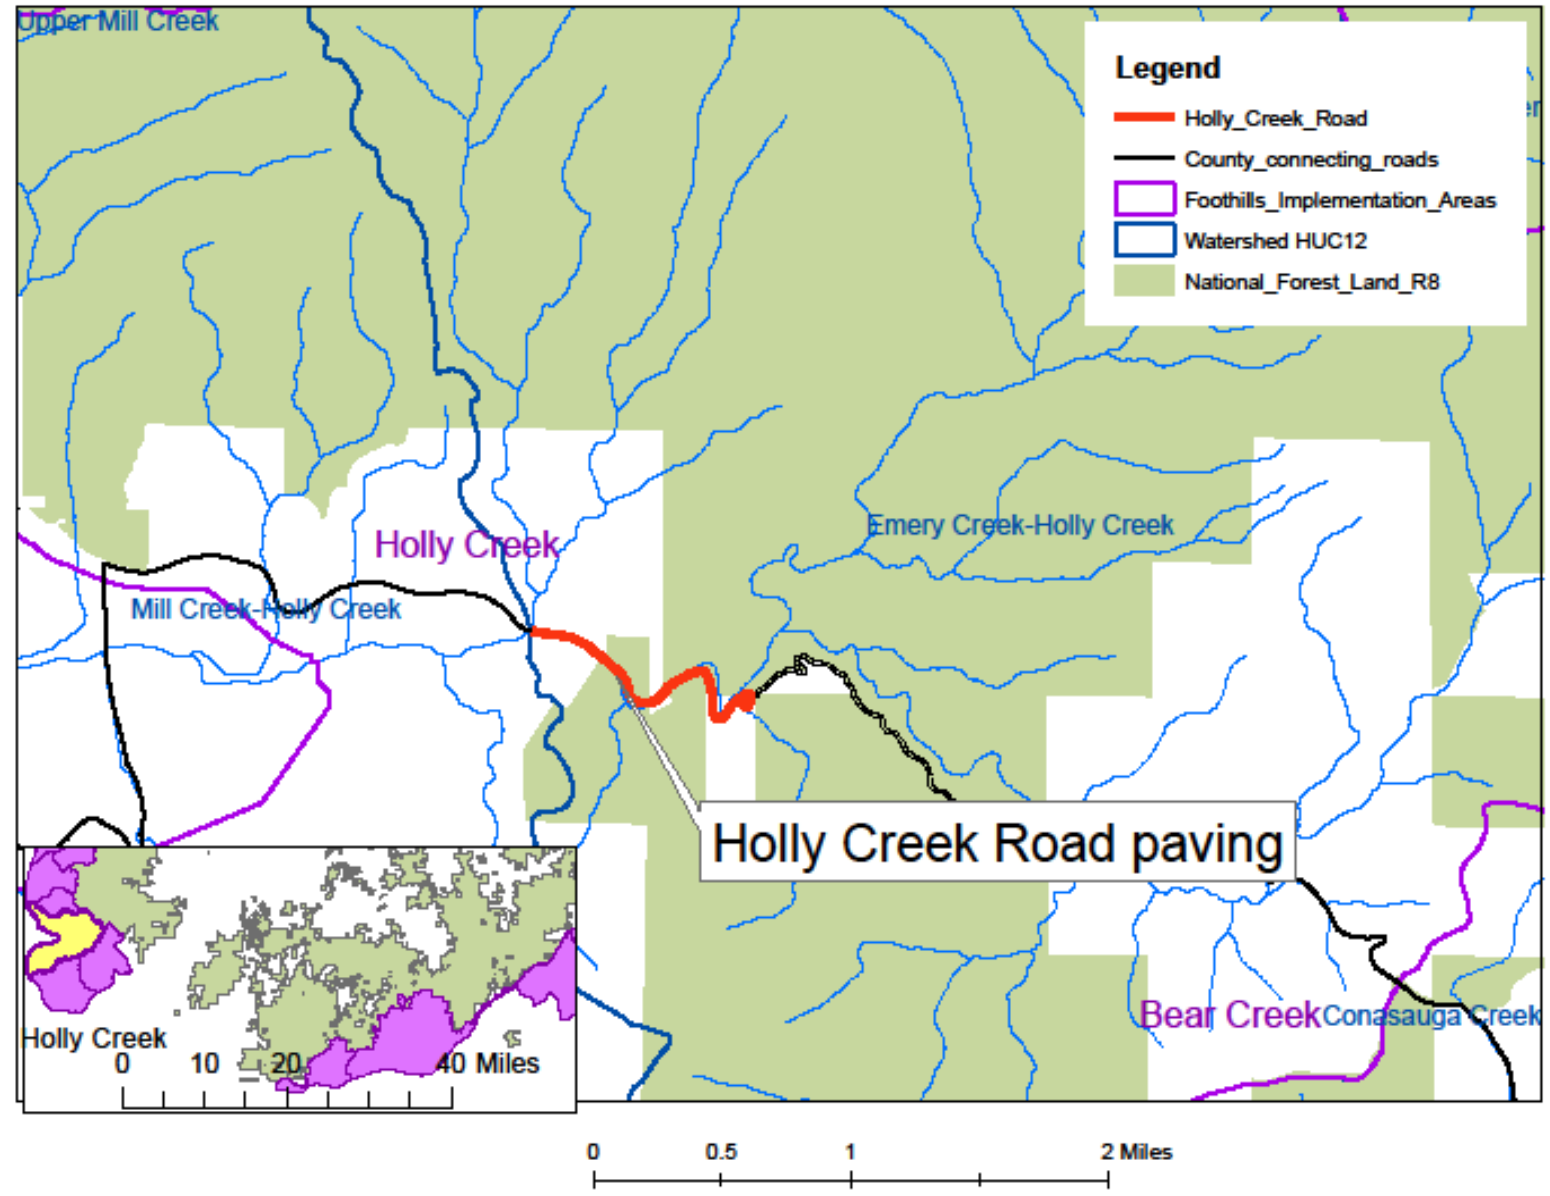 Upper Mill Creek
Legend
Holly_Creek_Road
County_connecting_roads
Foothills_Implementation_Areas
Watershed HUC12
National_Forest_Land_R8
Emery Creek-Holly Creek
Holly Creek
Mill Creek-Holly Creek
Holly Creek Road paving
Bear Creek
Conasauga Creek
Holly Creek
0 10 20 40 Miles
0 0.5 1 2 Miles